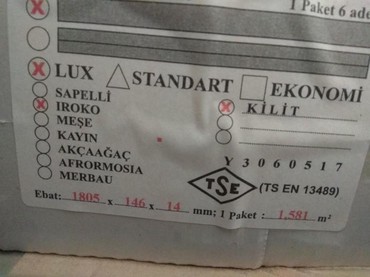 1 Paket 6 ade
X
X LUX STANDART EKONOMİ
SAPELLİ
X IROKO X KİLİT
MEŞE
KAYIN
AKÇAAĞAÇ Y 3060517
AFRORMOSIA TSE (TS EN 13489)
MERBAU
Ebat: 1805 x 146 x 14 mm; 1 Paket : 1,581 m²